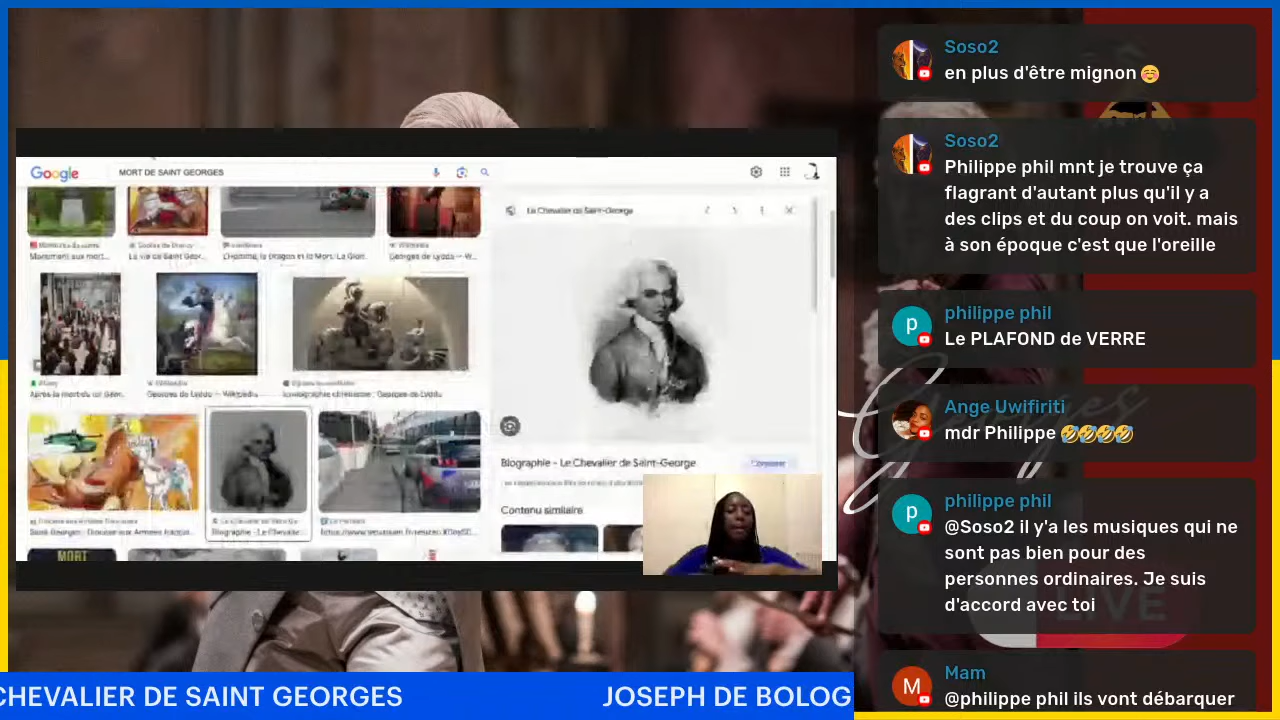 Google
MORT DE SAINT GEORGES
Le Chevalier de Saint-George
Biographie - Le Chevalier de Saint-George
Contenu similaire
MORT
Soso2
en plus d'être mignon
Soso2
Philippe phil mnt je trouve ça
flagrant d'autant plus qu'il y a
des clips et du coup on voit. mais
à son époque c'est que l'oreille
philippe phil
Le PLAFOND de VERRE
Ange Uwifiriti
mdr Philippe 🤣🤣🤣🤣
philippe phil
@Soso2 il y'a les musiques qui ne
sont pas bien pour des
personnes ordinaires. Je suis
d'accord avec toi
LIVE
Mam
@philippe phil ils vont débarquer
CHEVALIER DE SAINT GEORGES
JOSEPH DE BOLOG